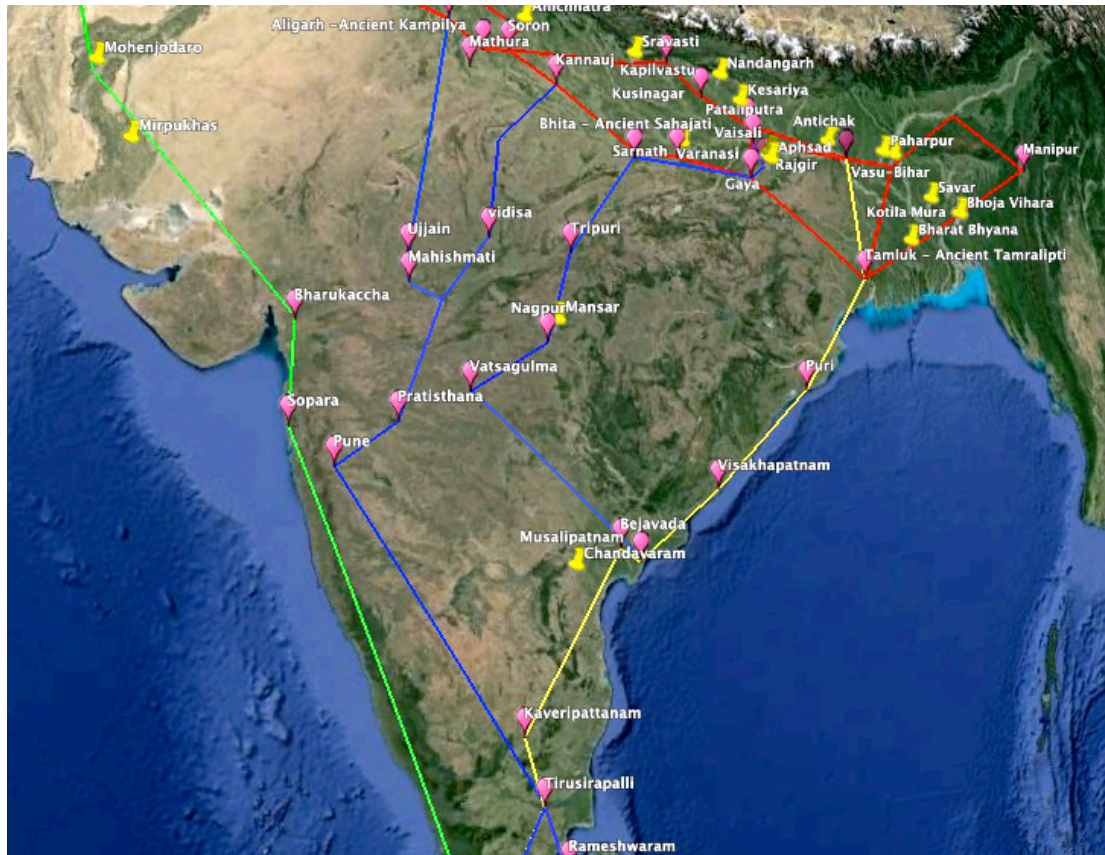 Ahichhatra
Aligarh -Ancient Kampilya
Soron
Mohenjodaro
Mathura
Sravasti
Kannauj
Kapilvastu
Nandangarh
Kusinagar
Kesariya
Pataliputra
Mirpukhas
Bhita - Ancient Sahajati
Vaisali
Antichak
Aphsad
Paharpur
Sarnath
Varanasi
Rajgir
Manipur
Gaya
Vasu-Bihar
Savar
Kotila Mura
Bhoja Vihara
vidisa
Ujjain
Tripuri
Bharat Bhyana
Mahishmati
Tamluk - Ancient Tamralipti
Bharukaccha
Nagpur
Mansar
Vatsagulma
Puri
Sopara
Pratisthana
Pune
Visakhapatnam
Bejavada
Musalipatnam
Chandavaram
Kaveripattanam
Tirusirapalli
Rameshwaram